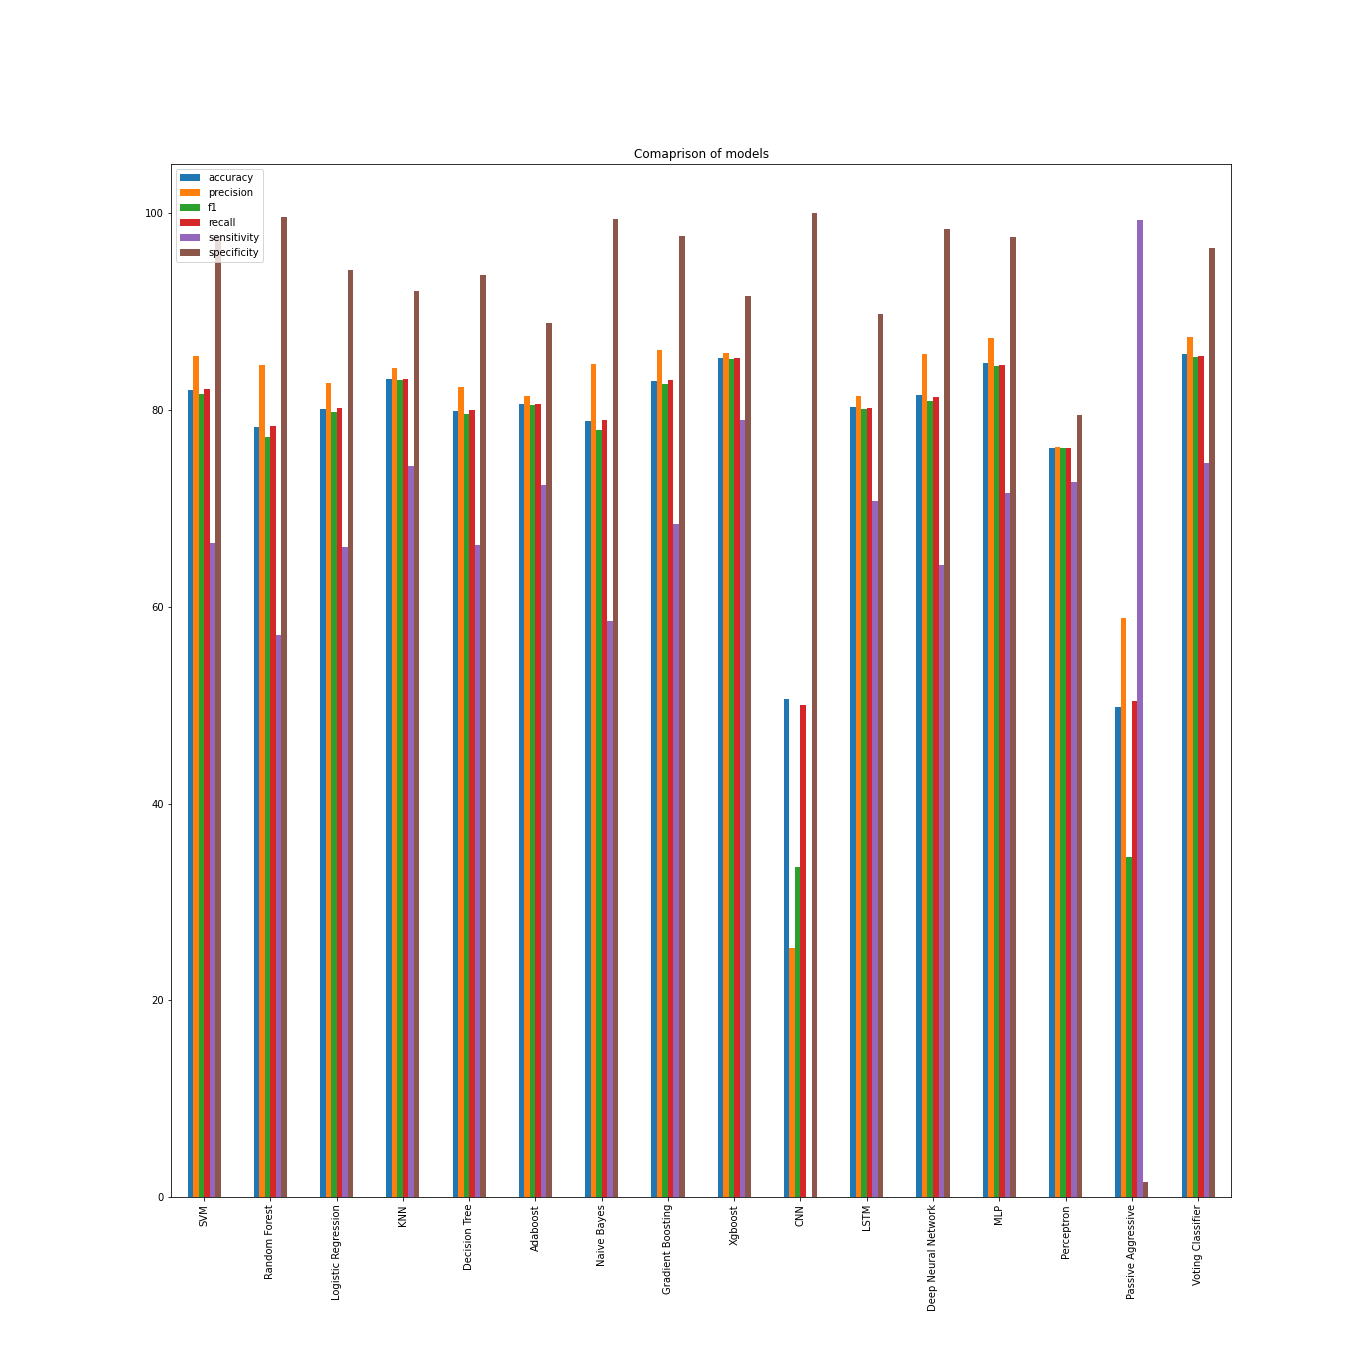 Comaprison of models
accuracy
precision
f1
recall
sensitivity
specificity
100
80
60
40
20
0
SVM
Random Forest
Logistic Regression
KNN
Decision Tree
Adaboost
Naive Bayes
Gradient Boosting
Xgboost
CNN
LSTM
Deep Neural Network
MLP
Perceptron
Passive Aggressive
Voting Classifier